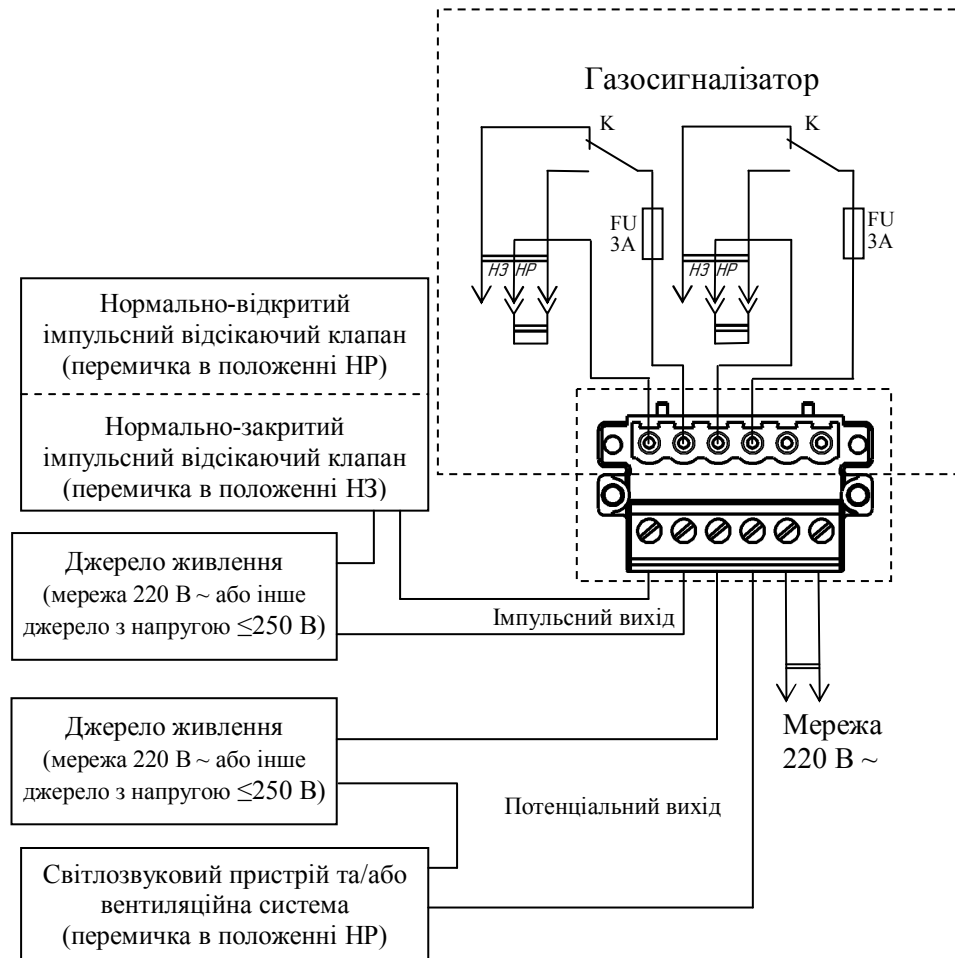 Газосигналізатор
К
К
FU
3А
FU
3А
НЗ НР
НЗ НР
Нормально-відкритий
імпульсний відсікаючий клапан
(перемичка в положенні НР)
Нормально-закритий
імпульсний відсікаючий клапан
(перемичка в положенні НЗ)
Джерело живлення
(мережа 220 В ~ або інше
джерело з напругою ≤250 В)
Імпульсний вихід
Джерело живлення
(мережа 220 В ~ або інше
джерело з напругою ≤250 В)
Мережа
220 В ~
Потенціальний вихід
Світлозвуковий пристрій та/або
вентиляційна система
(перемичка в положенні НР)